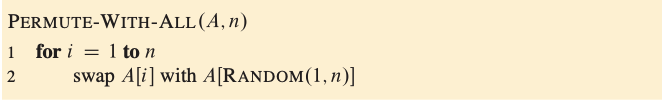 PERMUTE-WITH-ALL(A, n)
1 for i = 1 to n
2 swap A[i] with A[RANDOM(1, n)]